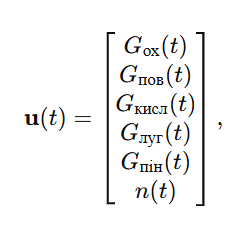 G_ох(t)
G_пов(t)
G_кисл(t)
u(t) = G_луг(t) ,
G_пін(t)
n(t)